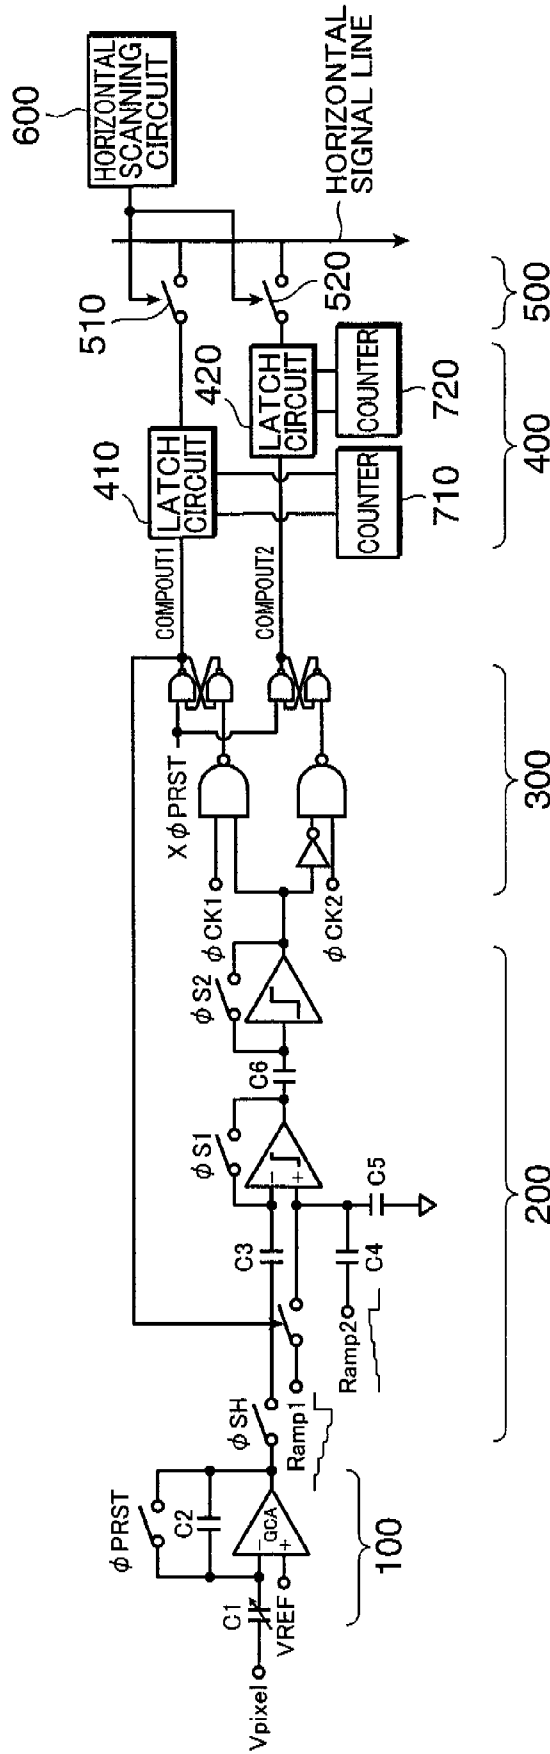 Vpixel
C1
VREF
φPRST
C2
GCA
100
φSH
Ramp1
Ramp2
C3
C4
C5
φS1
C6
φS2
200
φCK1
φCK2
XφPRST
300
COMPOUT1
COMPOUT2
410
LATCH
CIRCUIT
420
LATCH
CIRCUIT
COUNTER
710
COUNTER
720
400
510
520
500
600
HORIZONTAL
SCANNING
CIRCUIT
HORIZONTAL
SIGNAL LINE